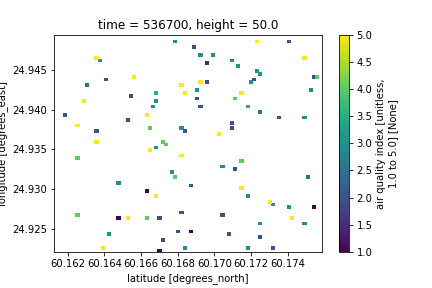 time = 536700, height = 50.0
24.945
24.940
24.935
24.930
24.925
longitude [degrees_east]
60.162 60.164 60.166 60.168 60.170 60.172 60.174
latitude [degrees_north]
5.0
4.5
4.0
3.5
3.0
2.5
2.0
1.5
1.0
air quality index [unitless,
1.0 to 5.0] [None]